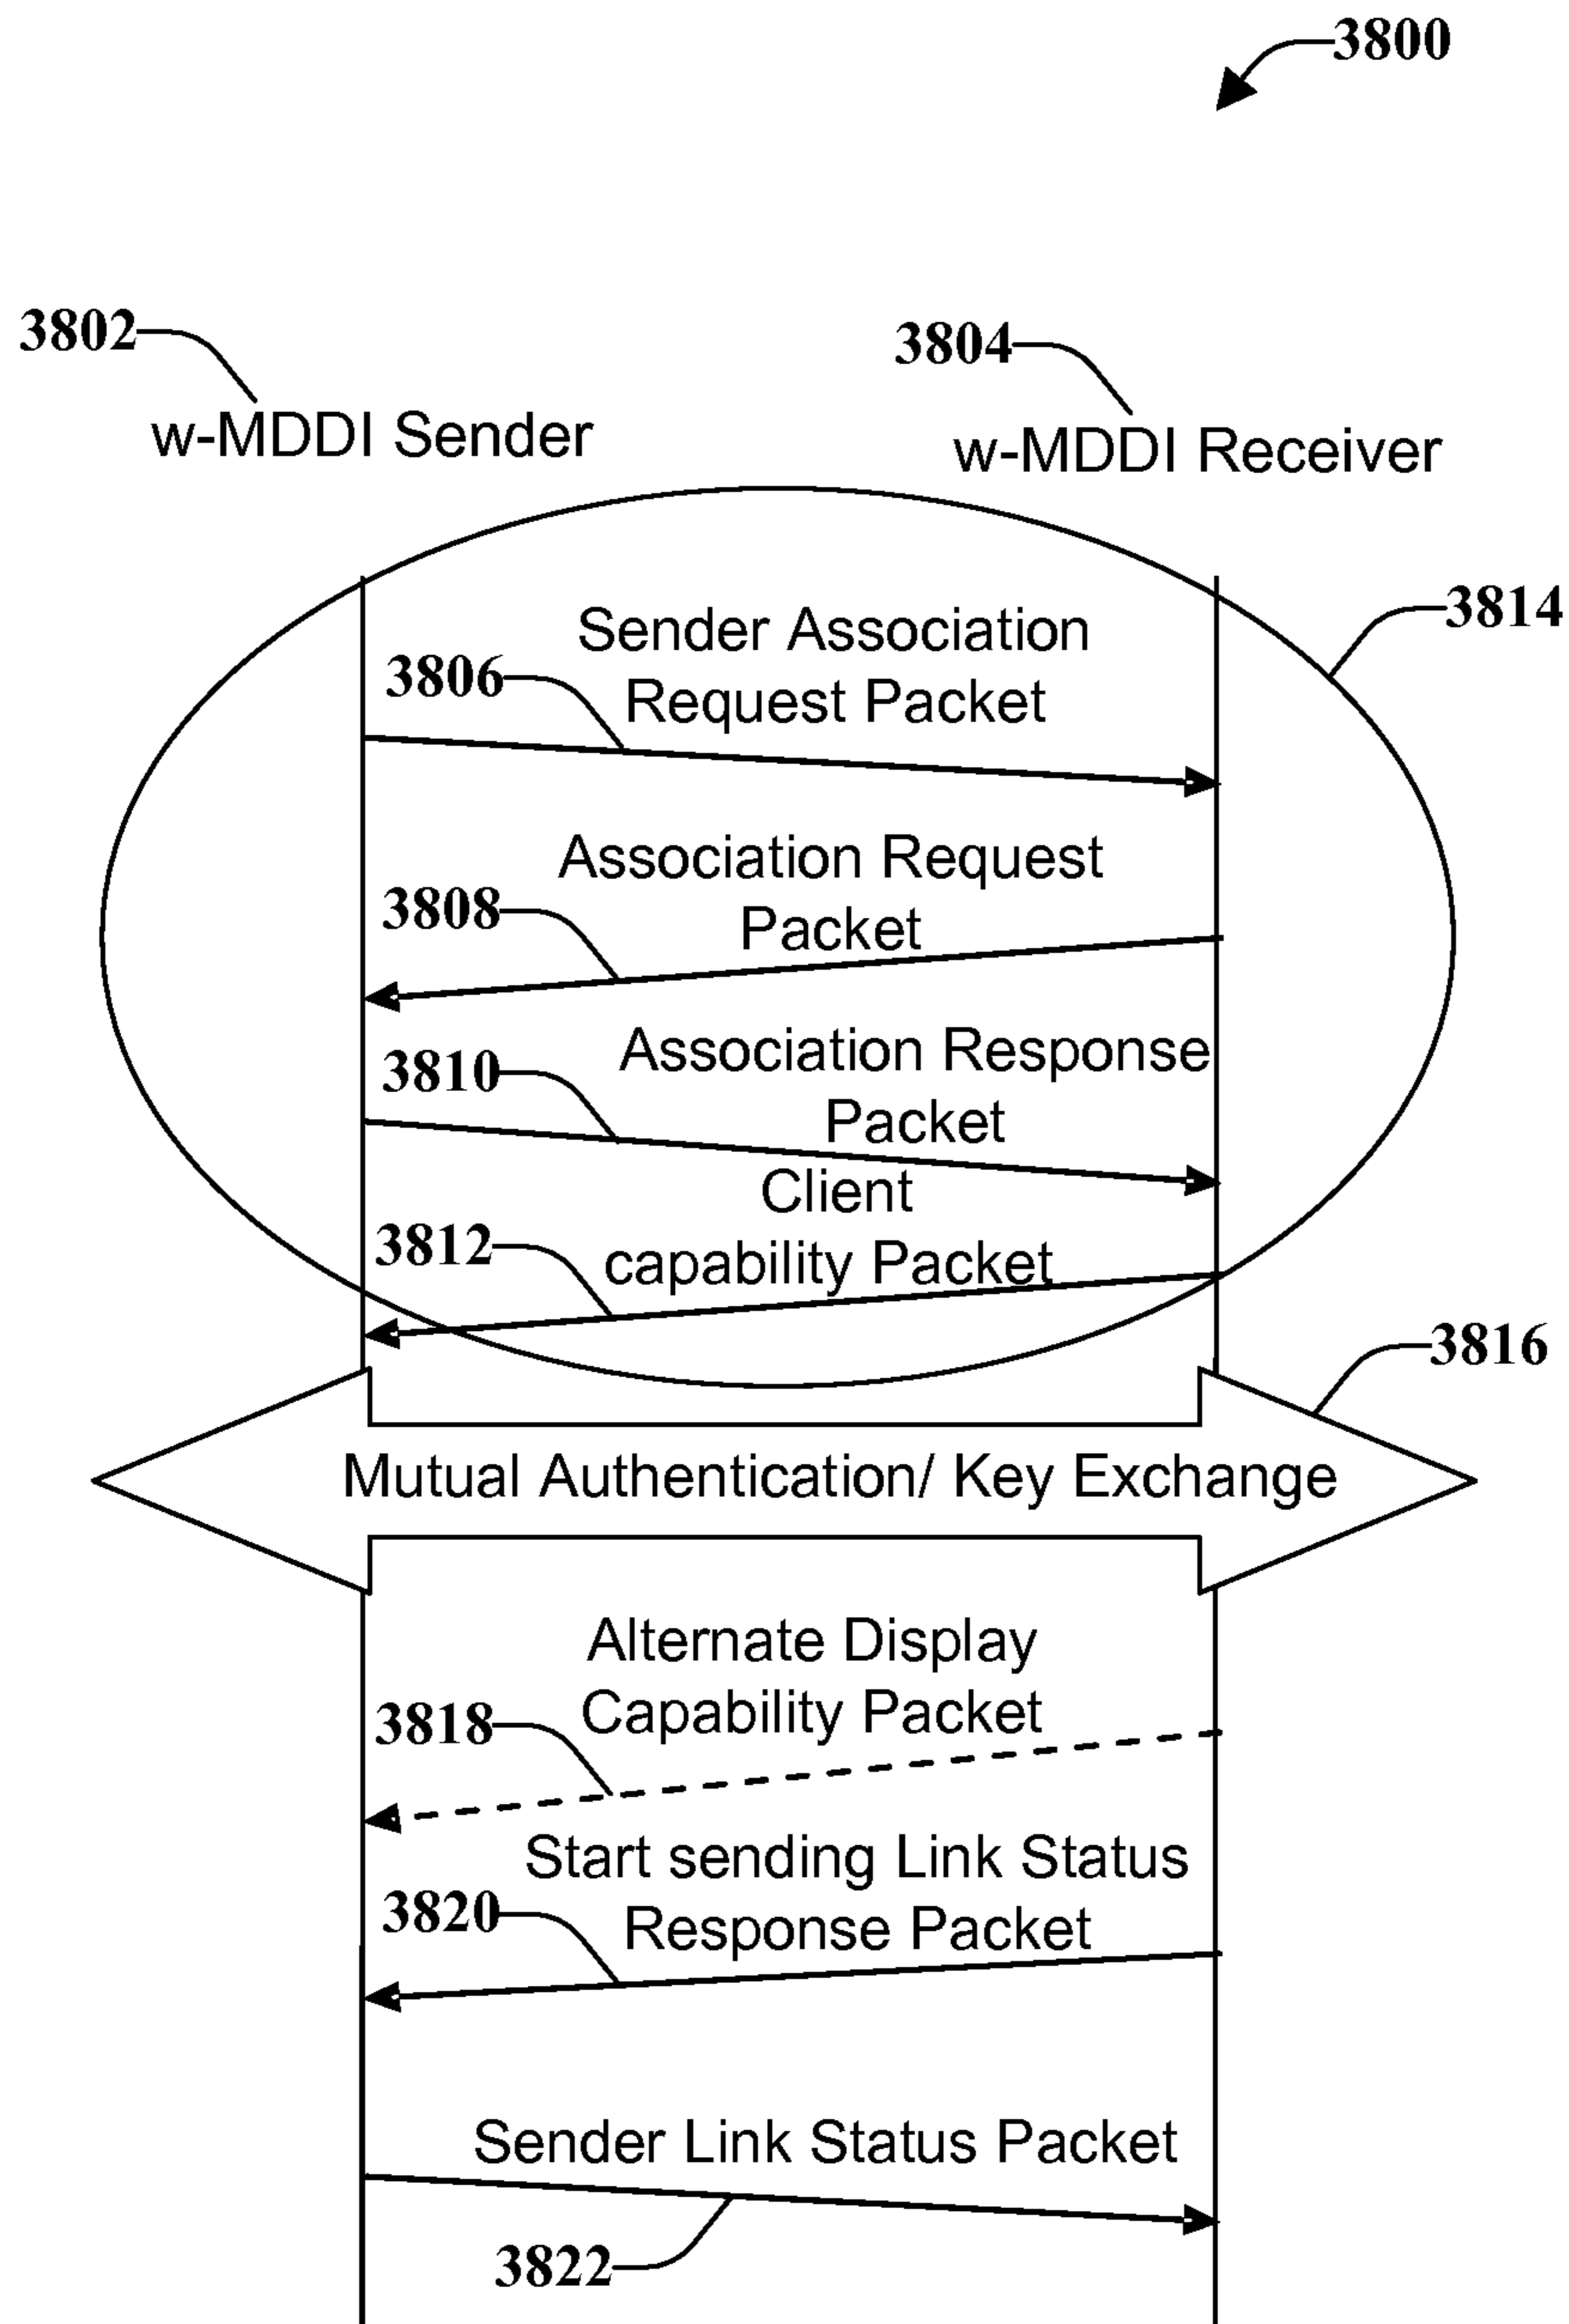 3800
3802
3804
w-MDDI Sender
w-MDDI Receiver
3814
Sender Association
3806
Request Packet
Association Request
3808
Packet
Association Response
3810
Packet
Client
3812
capability Packet
3816
Mutual Authentication/ Key Exchange
Alternate Display
Capability Packet
3818
Start sending Link Status
3820
Response Packet
Sender Link Status Packet
3822